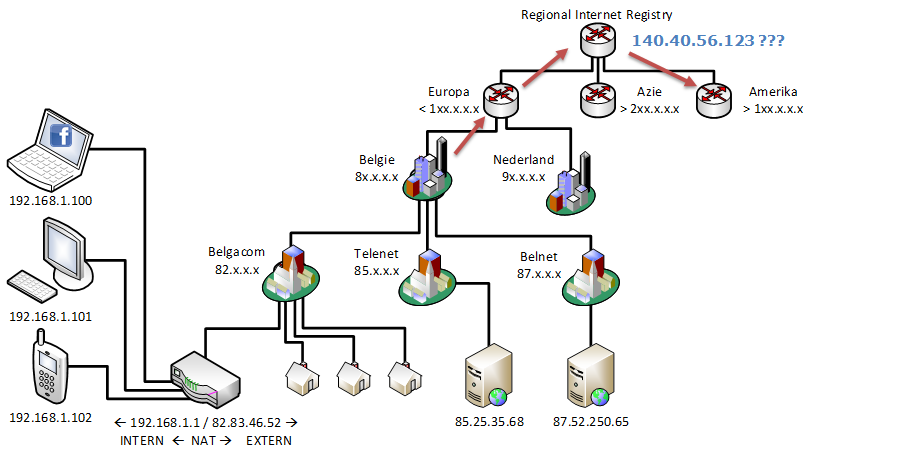 Regional Internet Registry
140.40.56.123 ???
Europa
< 1xx.x.x.x
Azie
> 2xx.x.x.x
Amerika
> 1xx.x.x.x
Belgie
8x.x.x.x
Nederland
9x.x.x.x
f
192.168.1.100
Belgacom
82.x.x.x
Telenet
85.x.x.x
Belnet
87.x.x.x
192.168.1.101
192.168.1.102
← 192.168.1.1 / 82.83.46.52 →
INTERN ← NAT → EXTERN
85.25.35.68
87.52.250.65